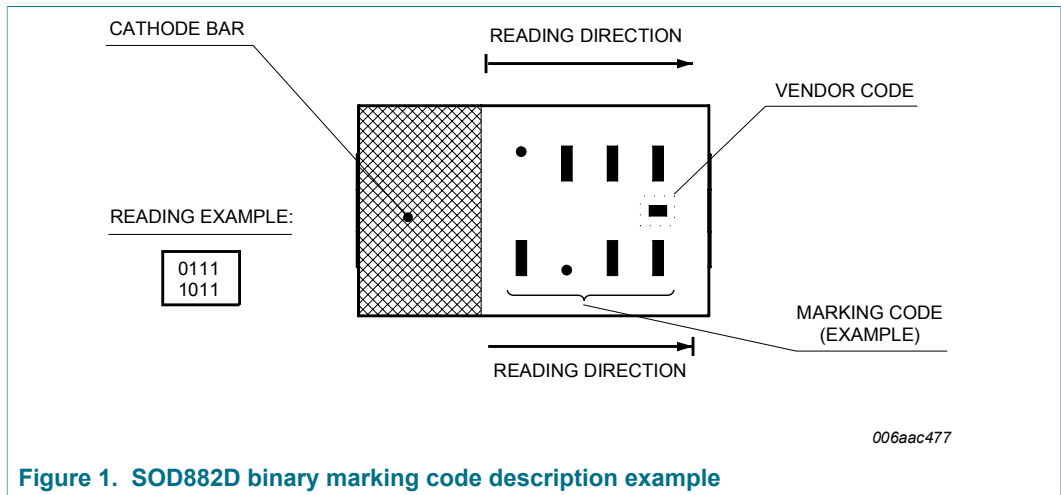 CATHODE BAR
READING DIRECTION
VENDOR CODE
READING EXAMPLE:
0111
1011
MARKING CODE
(EXAMPLE)
READING DIRECTION
006aac477
Figure 1. SOD882D binary marking code description example